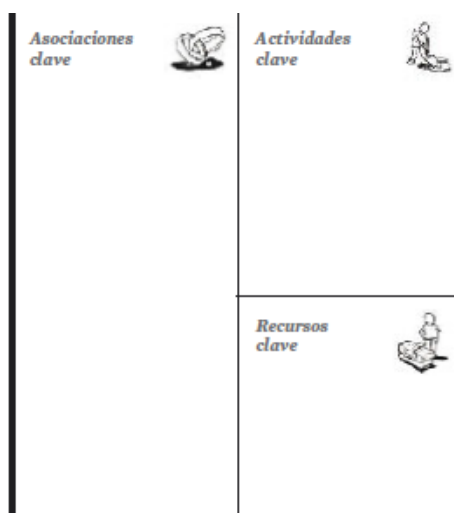 Asociaciones
clave
Actividades
clave
Recursos
clave